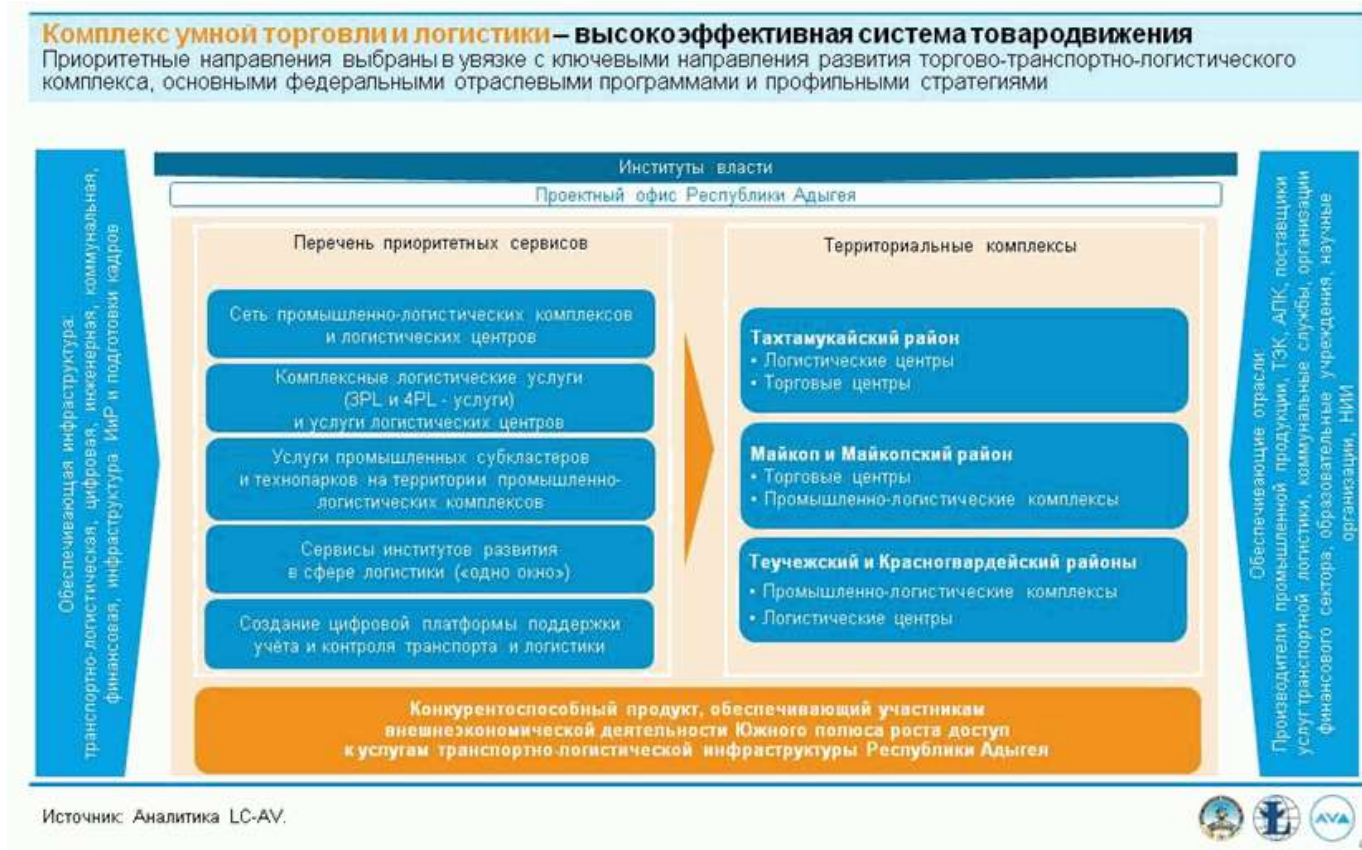 Комплекс умной торговли и логистики – высокоэффективная система товародвижения
Приоритетные направления выбраны в увязке с ключевыми направления развития торгово-транспортно-логистического
комплекса, основными федеральными отраслевыми программами и профильными стратегиями
Обеспечивающая инфраструктура:
транспортно-логистическая, цифровая, инженерная, коммунальная,
финансовая, инфраструктура ИиР и подготовки кадров
Институты власти
Проектный офис Республики Адыгея
Перечень приоритетных сервисов
Сеть промышленно-логистических комплексов
и логистических центров
Комплексные логистические услуги
(3PL и 4PL - услуги)
и услуги логистических центров
Услуги промышленных субкластеров
и технопарков на территории промышленно-
логистических комплексов
Сервисы институтов развития
в сфере логистики («одно окно»)
Создание цифровой платформы поддержки
учёта и контроля транспорта и логистики
Территориальные комплексы
Тахтамукайский район
• Логистические центры
• Торговые центры
Майкоп и Майкопский район
• Торговые центры
• Промышленно-логистические комплексы
Теучежский и Красногвардейский районы
• Промышленно-логистические комплексы
• Логистические центры
Конкурентоспособный продукт, обеспечивающий участникам
внешнеэкономической деятельности Южного полюса роста доступ
к услугам транспортно-логистической инфраструктуры Республики Адыгея
Обеспечивающие отрасли:
Производители промышленной продукции, ТЭК, АПК, поставщики
услуг транспортной логистики, коммунальные службы, организации
финансового сектора, образовательные учреждения, научные
организации, НИИ
Источник: Аналитика LC-AV.
AVA